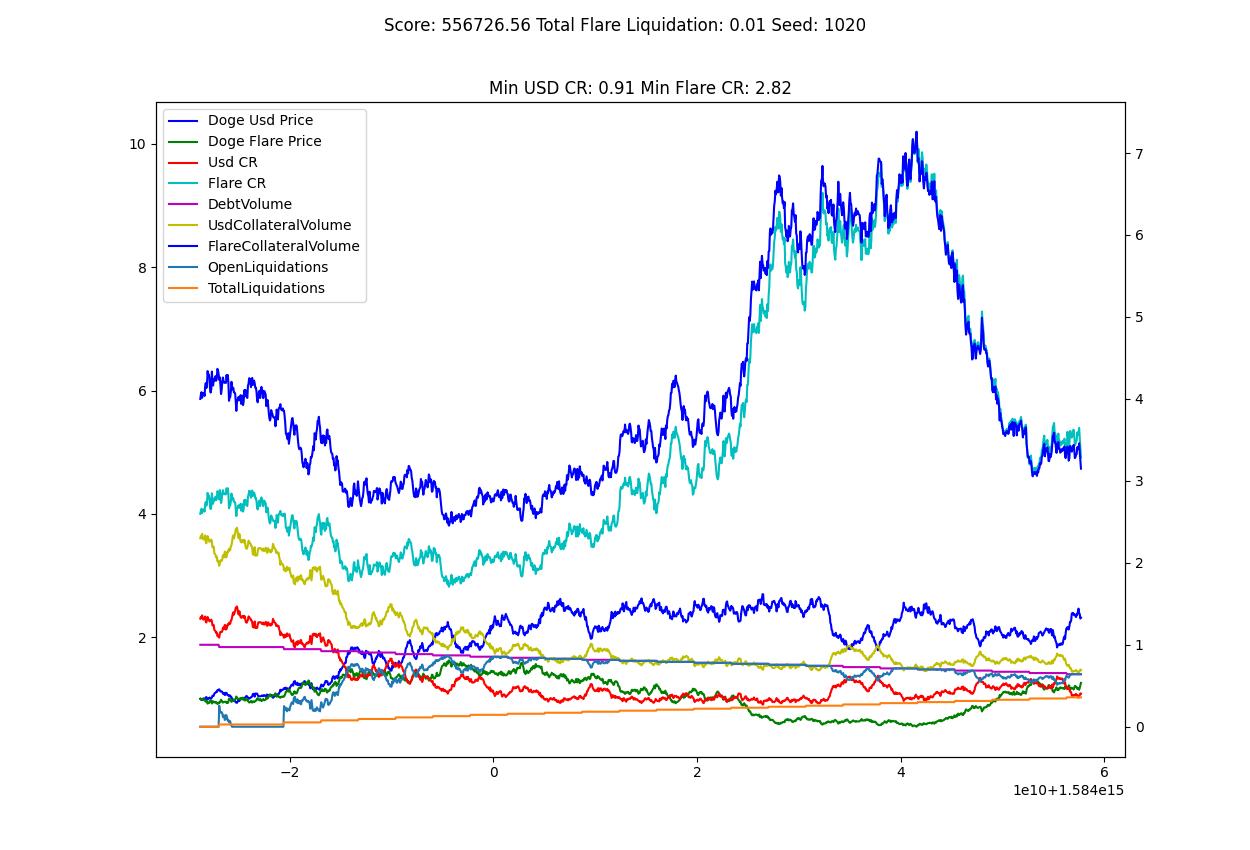 Score: 556726.56 Total Flare Liquidation: 0.01 Seed: 1020
Min USD CR: 0.91 Min Flare CR: 2.82
Doge Usd Price
Doge Flare Price
Usd CR
Flare CR
DebtVolume
UsdCollateralVolume
FlareCollateralVolume
OpenLiquidations
TotalLiquidations
10
8
6
4
2
7
6
5
4
3
2
1
0
−2
0
2
4
6
1e10+1.584e15